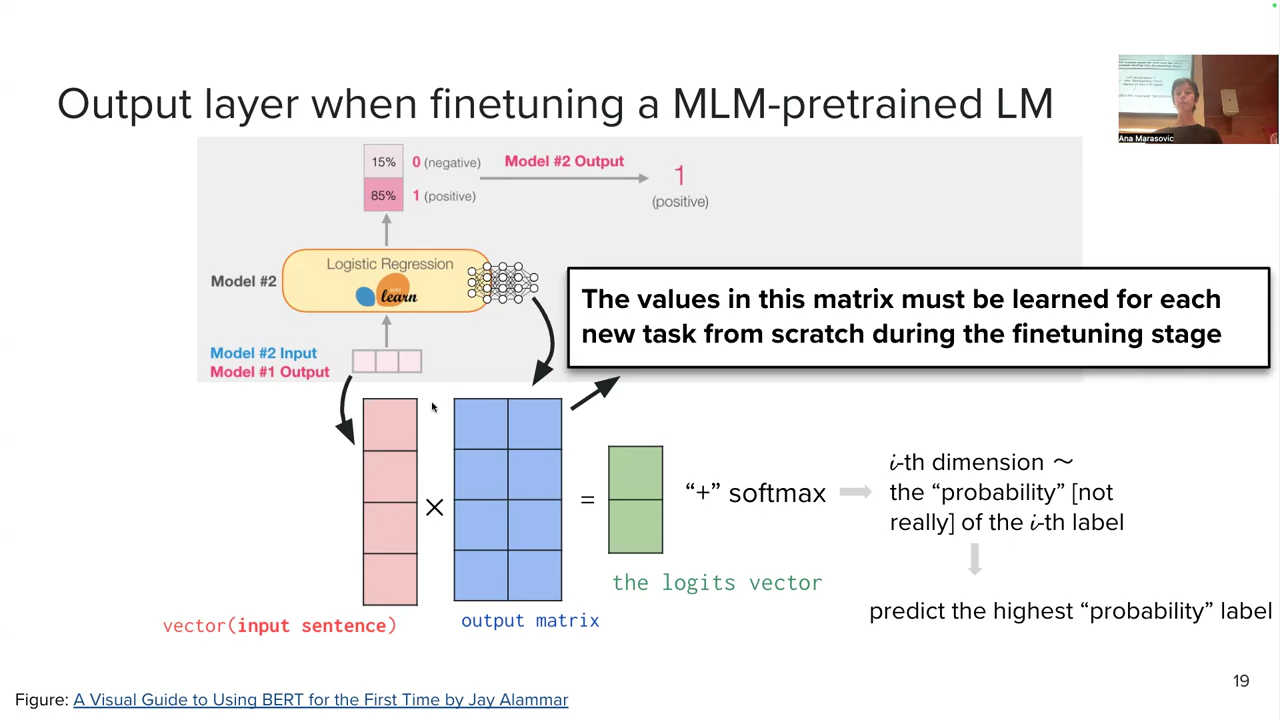 Output layer when finetuning a MLM-pretrained LM
Ana Marasovic
15%
0 (negative)
Model #2 Output
1
(positive)
85%
1 (positive)
Logistic Regression
Model #2
learn
The values in this matrix must be learned for each
new task from scratch during the finetuning stage
Model #2 Input
Model #1 Output
×
=
"+" softmax
i-th dimension ～
the "probability" [not
really] of the i-th label
the logits vector
predict the highest "probability" label
vector(input sentence)
output matrix
19
Figure: A Visual Guide to Using BERT for the First Time by Jay Alammar